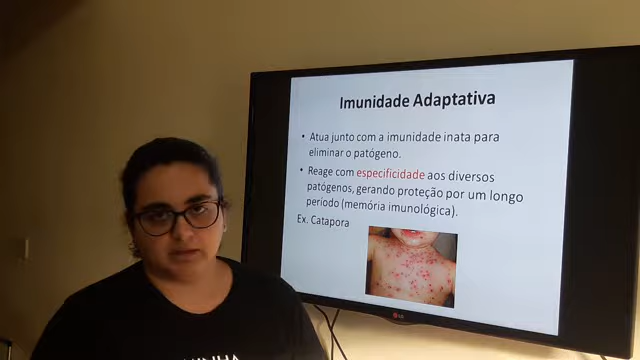 Imunidade Adaptativa
• Atua junto com a imunidade inata para
eliminar o patógeno.
• Reage com especificidade aos diversos
patógenos, gerando proteção por um longo
período (memória imunológica).
Ex. Catapora
LG